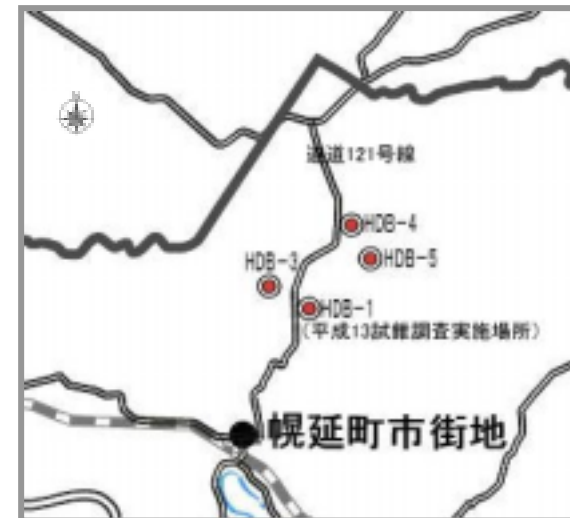 N
道道121号線
HDB-4
HDB-3
HDB-5
HDB-1
(平成13試錐調査実施場所)
幌延町市街地